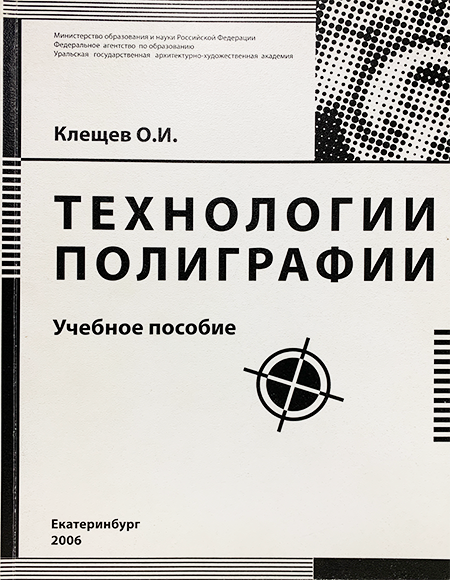 Министерство образования и науки Российской Федерации
Федеральное агентство по образованию
Уральская государственная архитектурно-художественная академия
Клещев О.И.
ТЕХНОЛОГИИ
ПОЛИГРАФИИ
Учебное пособие
Екатеринбург
2006